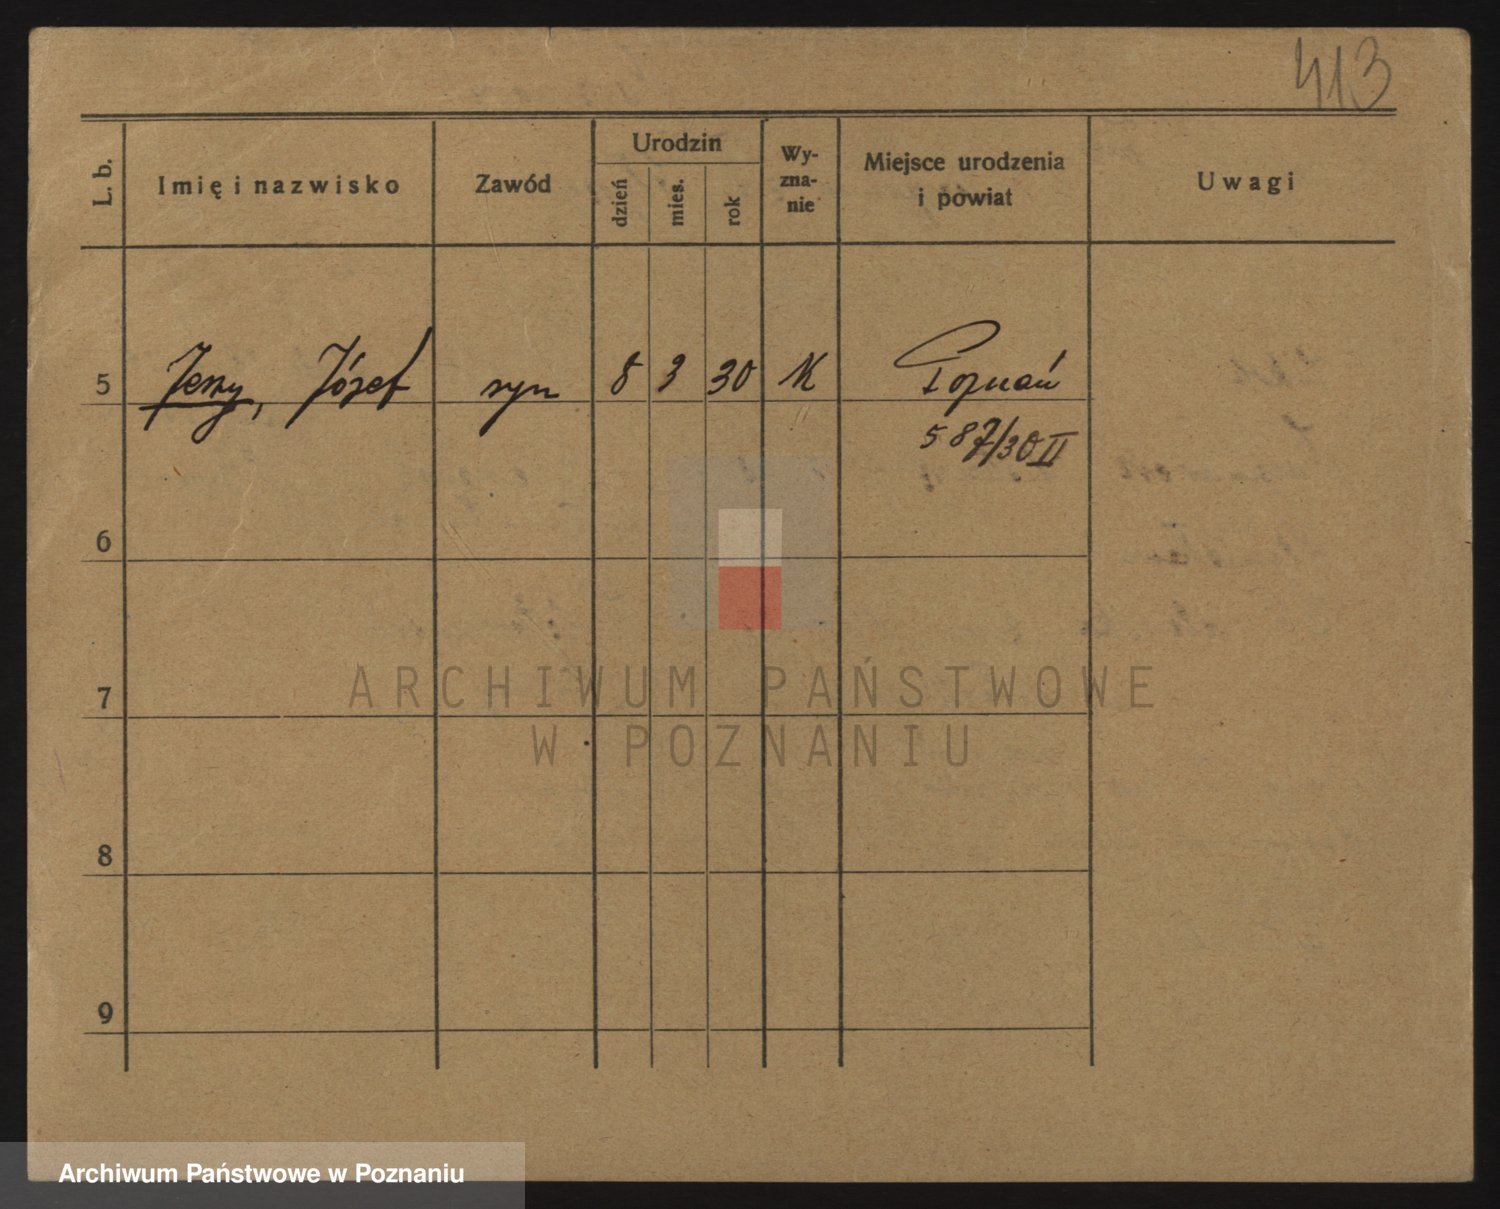 413
L. b.
Imię i nazwisko
Zawód
Urodzin
dzień
mies.
rok
Wy-
zna-
nie
Miejsce urodzenia
i powiat
Uwagi
5 Jerzy, Józef syn 8 3 30 K Poznań
587/30 II
6
7
8
9
ARCHIWUM PAŃSTWOWE
W POZNANIU
Archiwum Państwowe w Poznaniu